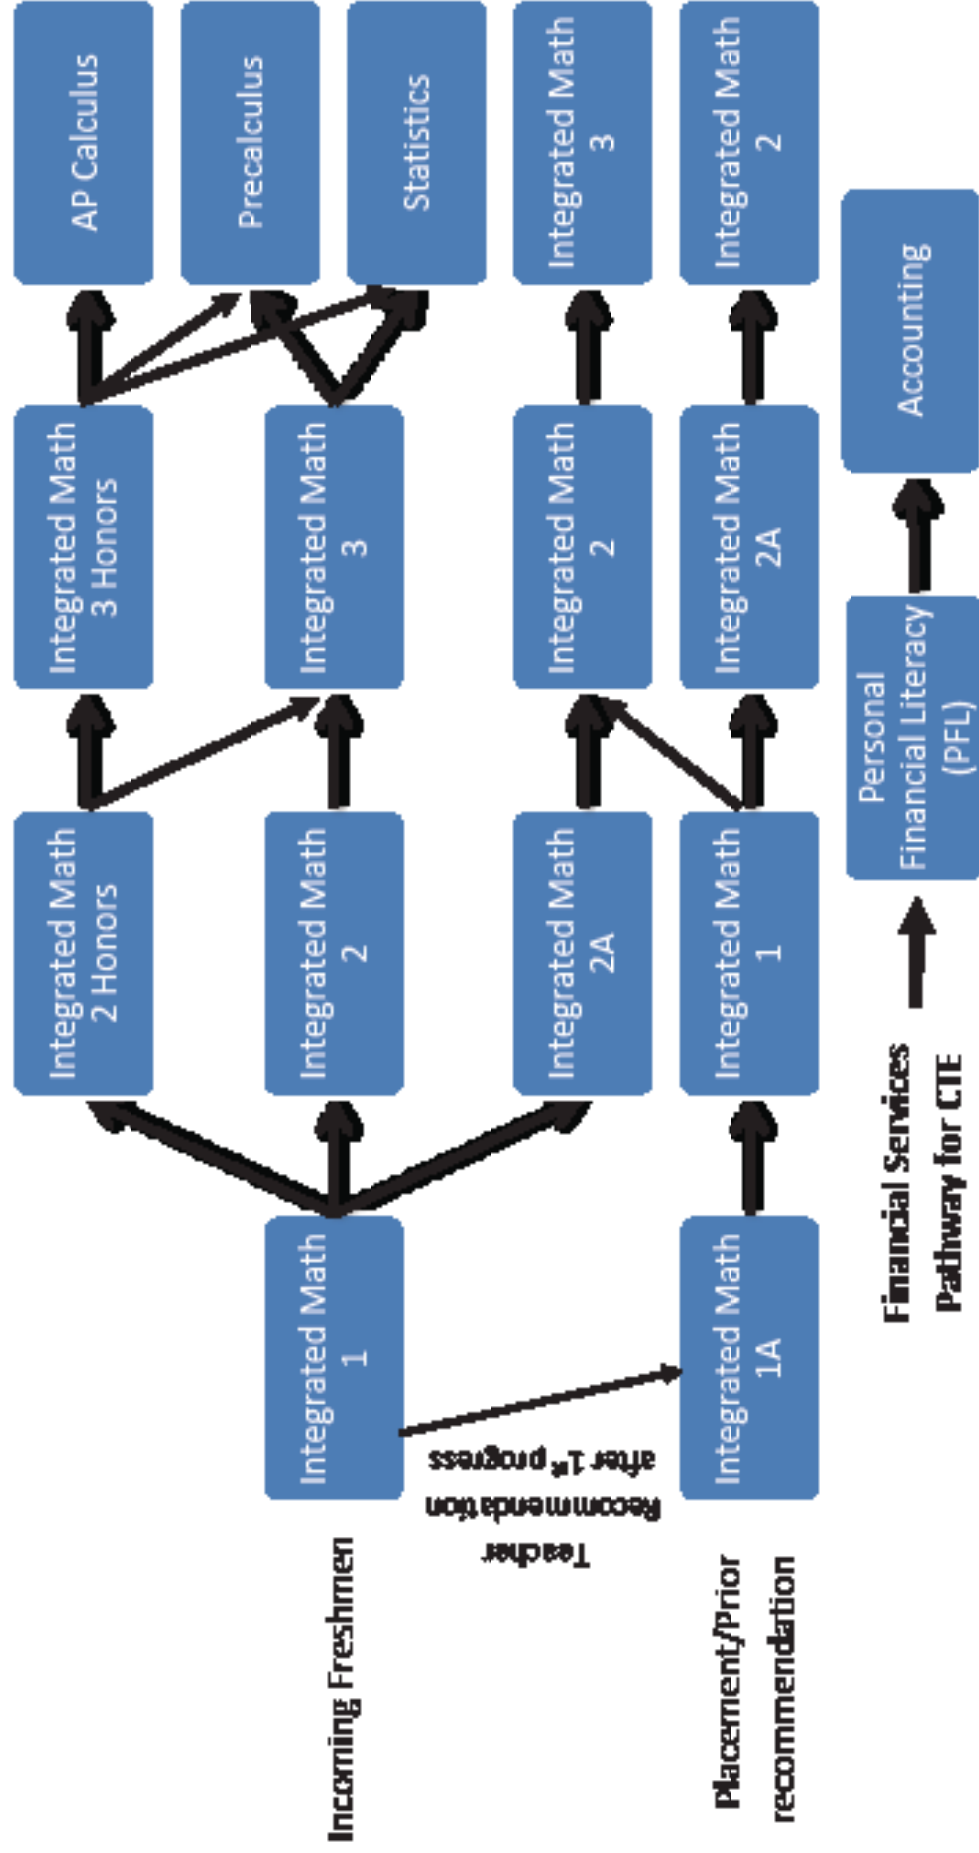 Incoming Freshmen
Integrated Math
1
Teacher
Recommendation
after 1st progress
Placement/Prior
recommendation
Integrated Math
1A
Integrated Math
2 Honors
Integrated Math
2
Integrated Math
2A
Integrated Math
1
Integrated Math
3 Honors
Integrated Math
3
Integrated Math
2
Integrated Math
2A
AP Calculus
Precalculus
Statistics
Integrated Math
3
Integrated Math
2
Financial Services
Pathway for CTE
Personal
Financial Literacy
(PFL)
Accounting